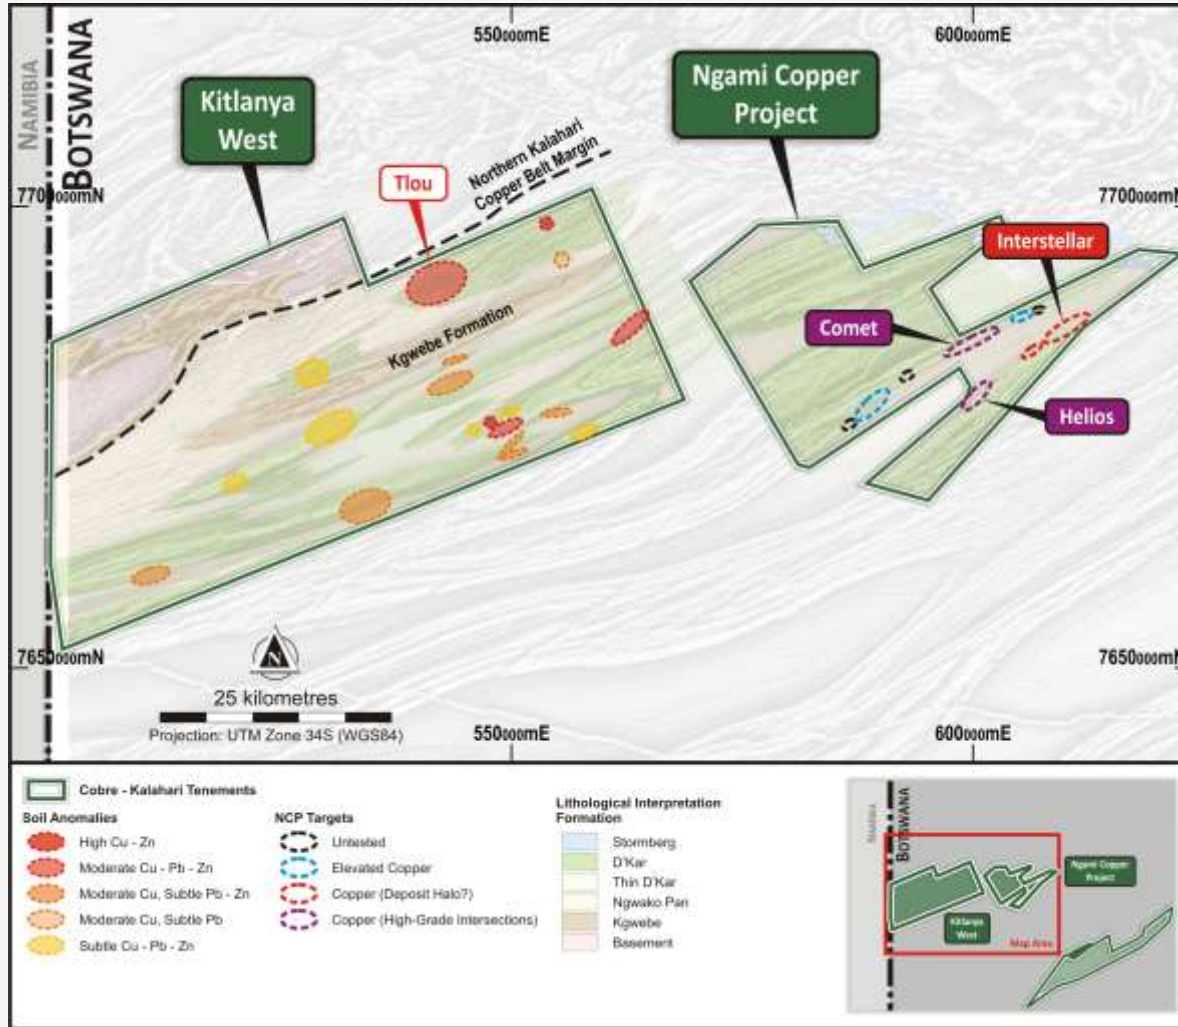 550000mE
600000mE
NAMIBIA
BOTSWANA
Kitlanya
West
Ngami Copper
Project
Northern Kalahari
Copper Belt Margin
Tlou
7700000mN
7700000mN
Interstellar
Comet
Kgwebe Formation
Helios
7650000mN
7650000mN
N
25 kilometres
Projection: UTM Zone 34S (WGS84)
550000mE
600000mE
Cobre - Kalahari Tenements
Soil Anomalies
High Cu - Zn
Moderate Cu - Pb - Zn
Moderate Cu, Subtle Pb - Zn
Moderate Cu, Subtle Pb
Subtle Cu - Pb - Zn
NCP Targets
Untested
Elevated Copper
Copper (Deposit Halo?)
Copper (High-Grade Intersections)
Lithological Interpretation
Formation
Stormberg
D'Kar
Thin D'Kar
Ngwako Pan
Kgwebe
Basement
NAMIBIA
BOTSWANA
Ngami Copper
Project
Kitlanya
West
Map Area